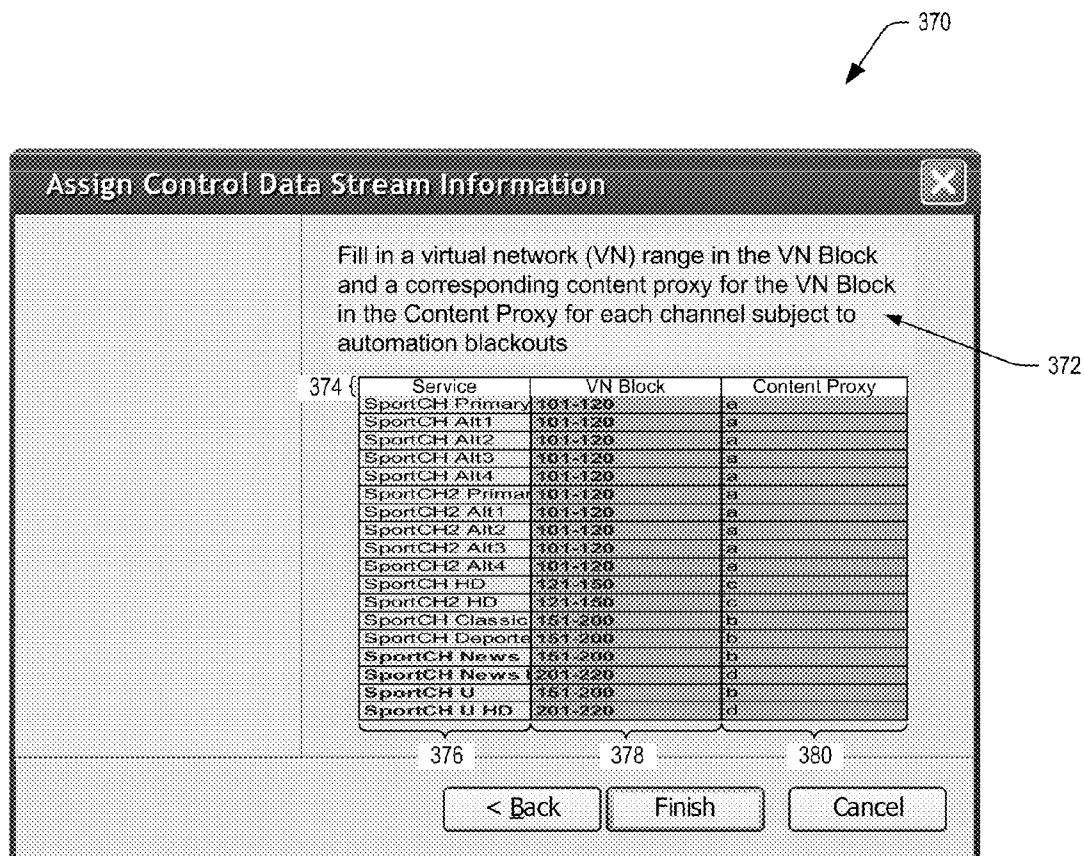 370
Assign Control Data Stream Information
Fill in a virtual network (VN) range in the VN Block
and a corresponding content proxy for the VN Block
in the Content Proxy for each channel subject to
automation blackouts
372
374 { Service VN Block Content Proxy
SportCH Primary 101-120 a
SportCH Alt1 101-120 a
SportCH Alt2 101-120 a
SportCH Alt3 101-120 a
SportCH Alt4 101-120 a
SportCH2 Primar 101-120 a
SportCH2 Alt1 101-120 a
SportCH2 Alt2 101-120 a
SportCH2 Alt3 101-120 a
SportCH2 Alt4 101-120 a
SportCH HD 121-150 c
SportCH2 HD 121-150 c
SportCH Classic 151-200 b
SportCH Deporte 151-200 b
SportCH News 151-200 b
SportCH News 201-220 d
SportCH U 151-200 b
SportCH U HD 201-220 d
376 378 380
< Back Finish Cancel